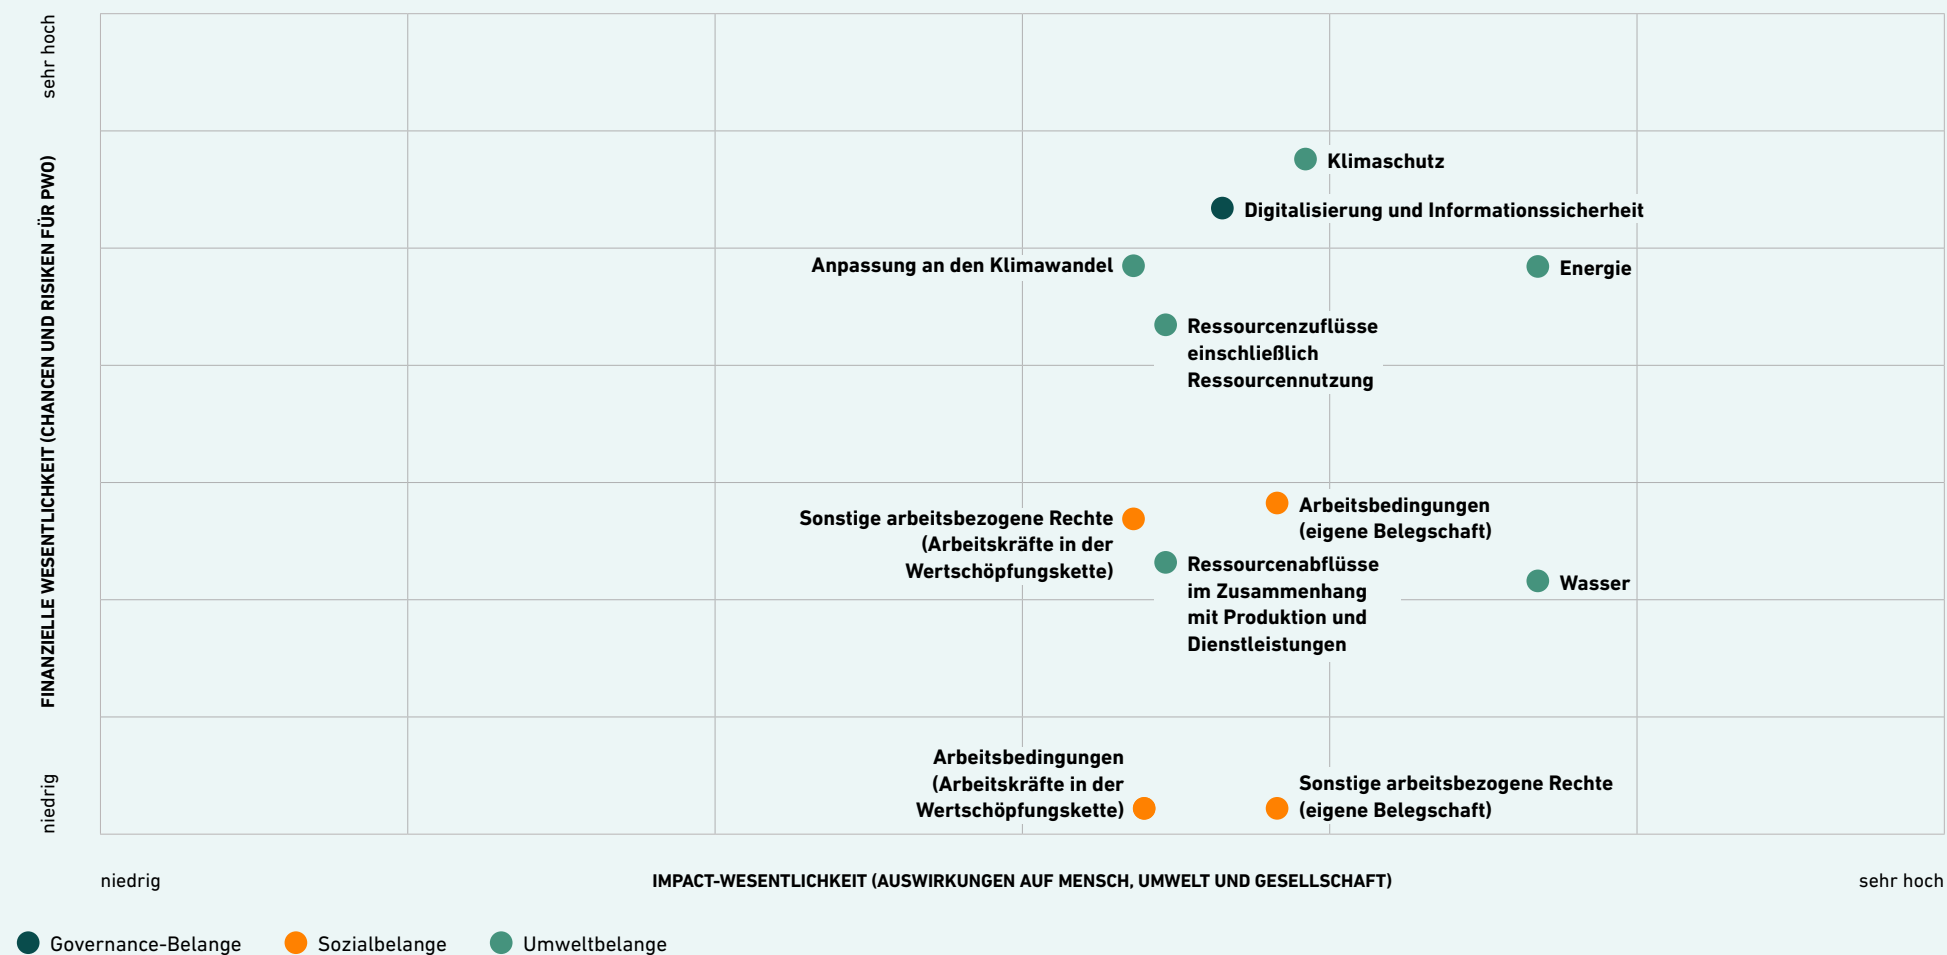 sehr hoch
FINANZIELLE WESENTLICHKEIT (CHANCEN UND RISIKEN FÜR PWO)
niedrig
Klimaschutz
Digitalisierung und Informationssicherheit
Anpassung an den Klimawandel
Energie
Ressourcenzuflüsse
einschließlich
Ressourcennutzung
Sonstige arbeitsbezogene Rechte
(Arbeitskräfte in der
Wertschöpfungskette)
Arbeitsbedingungen
(eigene Belegschaft)
Ressourcenabflüsse
im Zusammenhang
mit Produktion und
Dienstleistungen
Wasser
Arbeitsbedingungen
(Arbeitskräfte in der
Wertschöpfungskette)
Sonstige arbeitsbezogene Rechte
(eigene Belegschaft)
niedrig
IMPACT-WESENTLICHKEIT (AUSWIRKUNGEN AUF MENSCH, UMWELT UND GESELLSCHAFT)
sehr hoch
Governance-Belange
Sozialbelange
Umweltbelange